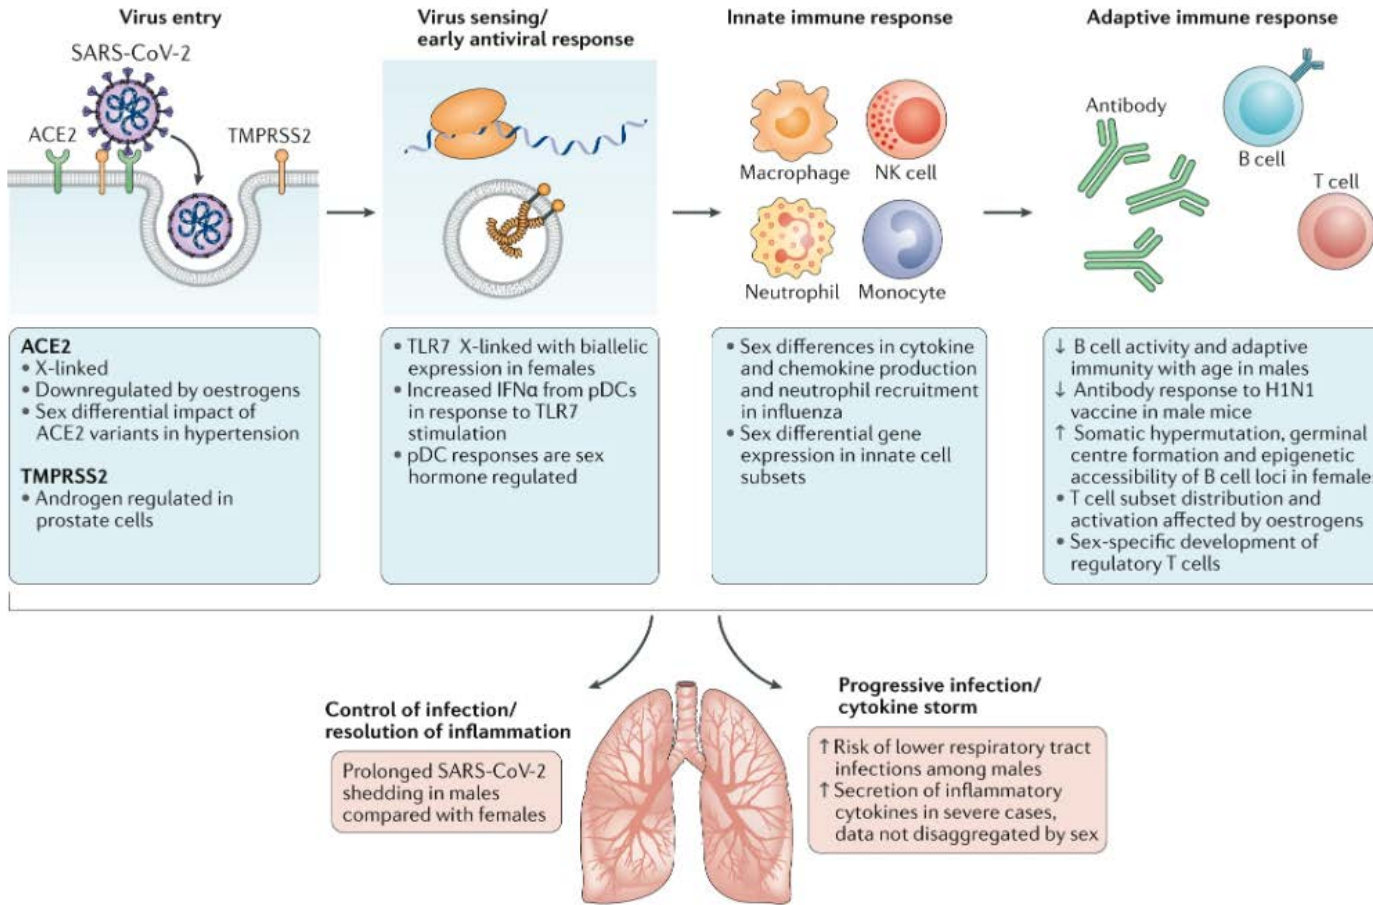 Virus entry
SARS-CoV-2
ACE2
TMPRSS2
Virus sensing/
early antiviral response
Innate immune response
Macrophage
NK cell
Neutrophil
Monocyte
Adaptive immune response
Antibody
B cell
T cell
ACE2
• X-linked
• Downregulated by oestrogens
• Sex differential impact of
ACE2 variants in hypertension
TMPRSS2
• Androgen regulated in
prostate cells
• TLR7 X-linked with biallelic
expression in females
• Increased IFNα from pDCs
in response to TLR7
stimulation
• pDC responses are sex
hormone regulated
• Sex differences in cytokine
and chemokine production
and neutrophil recruitment
in influenza
• Sex differential gene
expression in innate cell
subsets
↓ B cell activity and adaptive
immunity with age in males
↓ Antibody response to H1N1
vaccine in male mice
↑ Somatic hypermutation, germinal
centre formation and epigenetic
accessibility of B cell loci in females
• T cell subset distribution and
activation affected by oestrogens
• Sex-specific development of
regulatory T cells
Control of infection/
resolution of inflammation
Prolonged SARS-CoV-2
shedding in males
compared with females
Progressive infection/
cytokine storm
↑ Risk of lower respiratory tract
infections among males
↑ Secretion of inflammatory
cytokines in severe cases,
data not disaggregated by sex